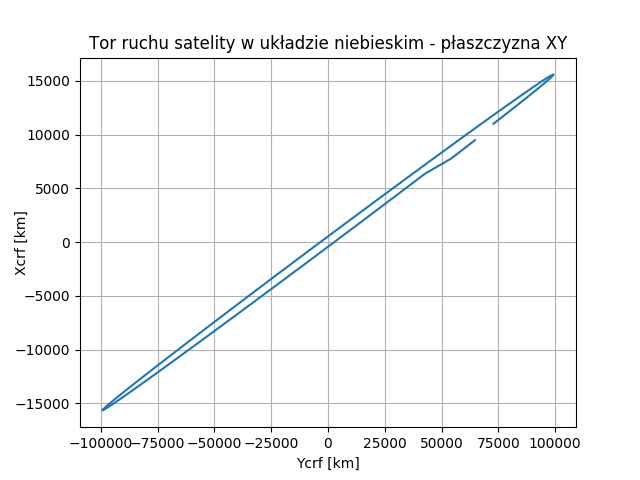 Tor ruchu satelity w układzie niebieskim - płaszczyzna XY
15000
10000
5000
0
−5000
−10000
−15000
Xcrf [km]
−100000 −75000 −50000 −25000 0 25000 50000 75000 100000
Ycrf [km]